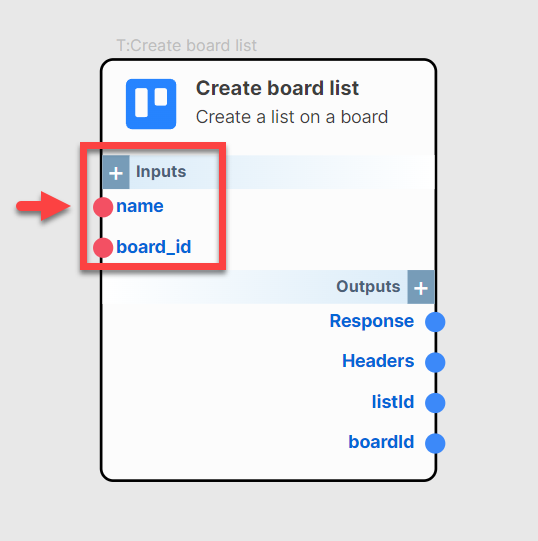 T:Create board list
Create board list
Create a list on a board
+ Inputs
name
board_id
Outputs +
Response
Headers
listId
boardId